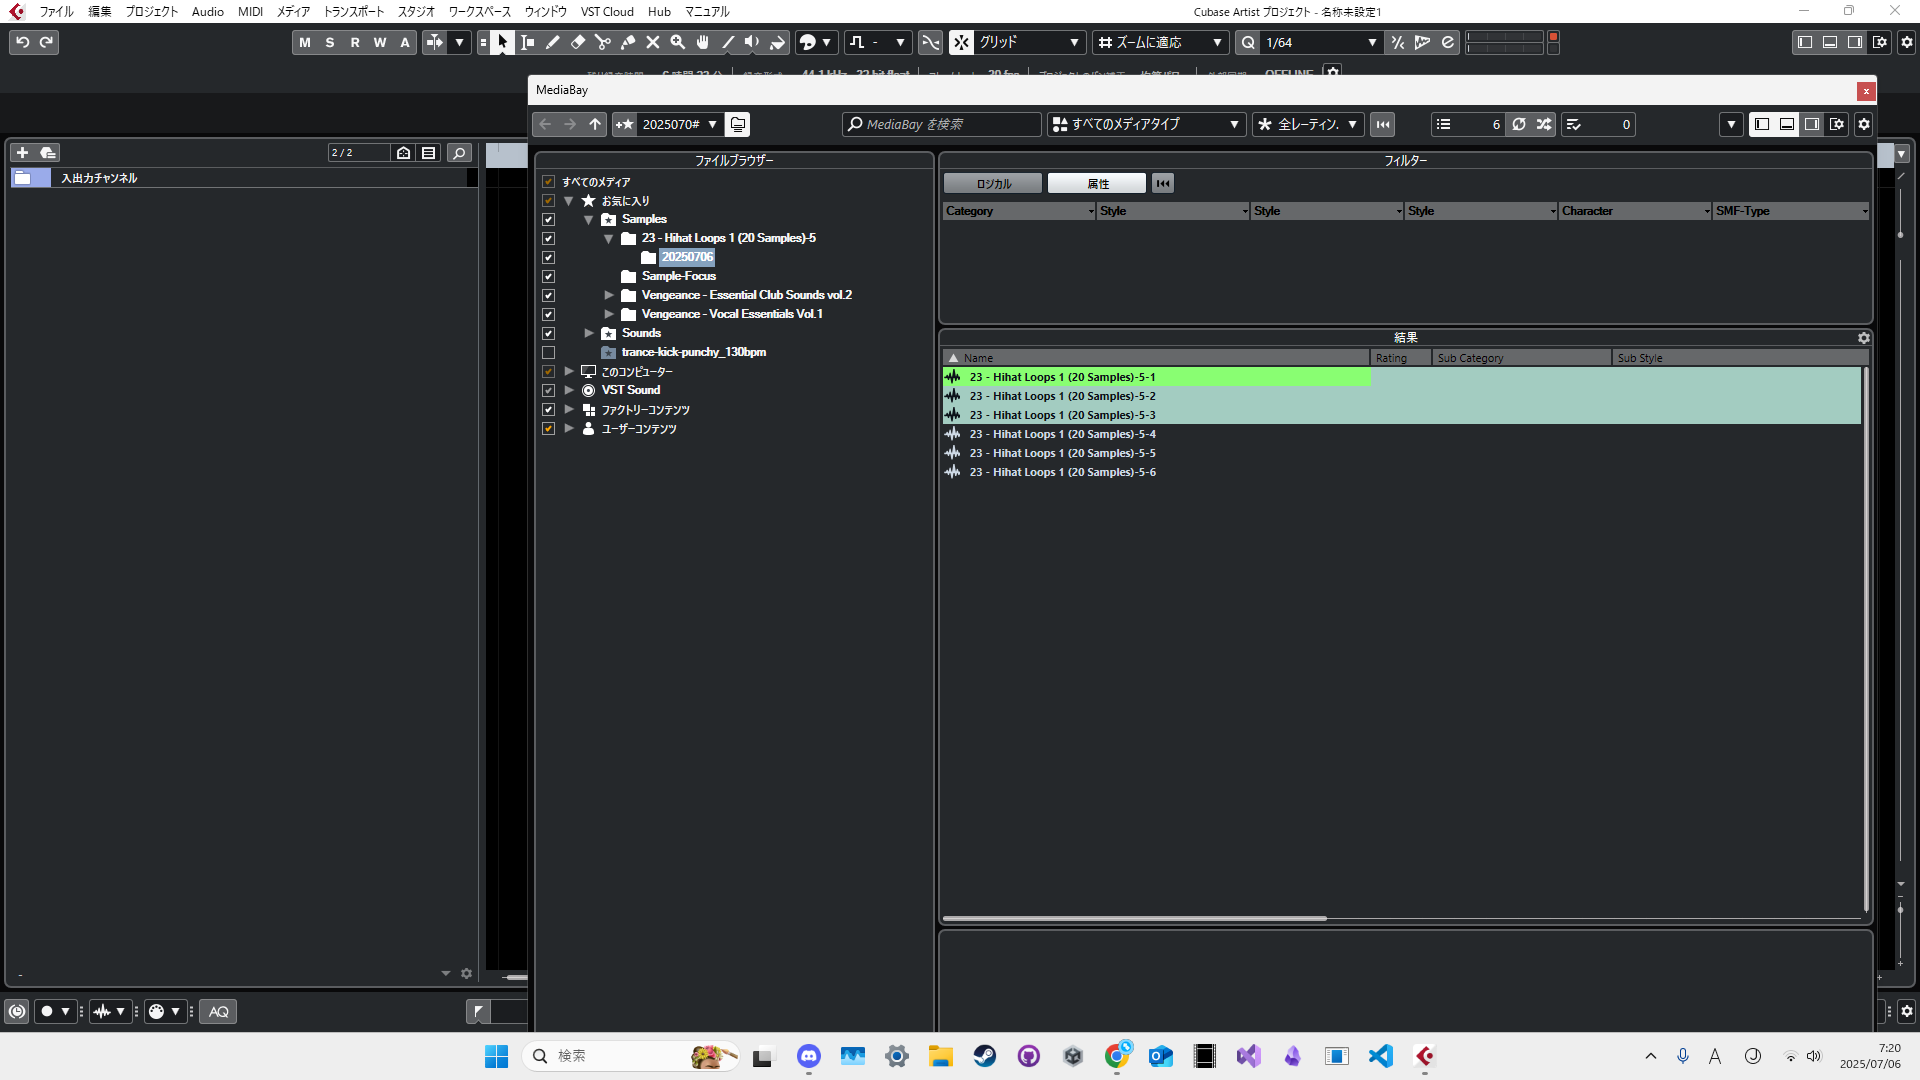 ファイル 編集 プロジェクト Audio MIDI メディア トランスポート スタジオ ワークスペース ウィンドウ VST Cloud Hub マニュアル Cubase Artist プロジェクト - 名称未設定1
M S R W A - グリッド ズームに適応 1/64
MediaBay
2025070# MediaBay を検索 すべてのメディアタイプ 全レーティン. 6 0
2 / 2
入出力チャンネル
ファイルブラウザー
すべてのメディア
お気に入り
Samples
23 - Hihat Loops 1 (20 Samples)-5
20250706
Sample-Focus
Vengeance - Essential Club Sounds vol.2
Vengeance - Vocal Essentials Vol.1
Sounds
trance-kick-punchy_130bpm
このコンピューター
VST Sound
ファクトリーコンテンツ
ユーザーコンテンツ
フィルター
ロジカル 属性
Category Style Style Style Character SMF-Type
結果
Name Rating Sub Category Sub Style
23 - Hihat Loops 1 (20 Samples)-5-1
23 - Hihat Loops 1 (20 Samples)-5-2
23 - Hihat Loops 1 (20 Samples)-5-3
23 - Hihat Loops 1 (20 Samples)-5-4
23 - Hihat Loops 1 (20 Samples)-5-5
23 - Hihat Loops 1 (20 Samples)-5-6
-
AQ
検索
A
7:20
2025/07/06